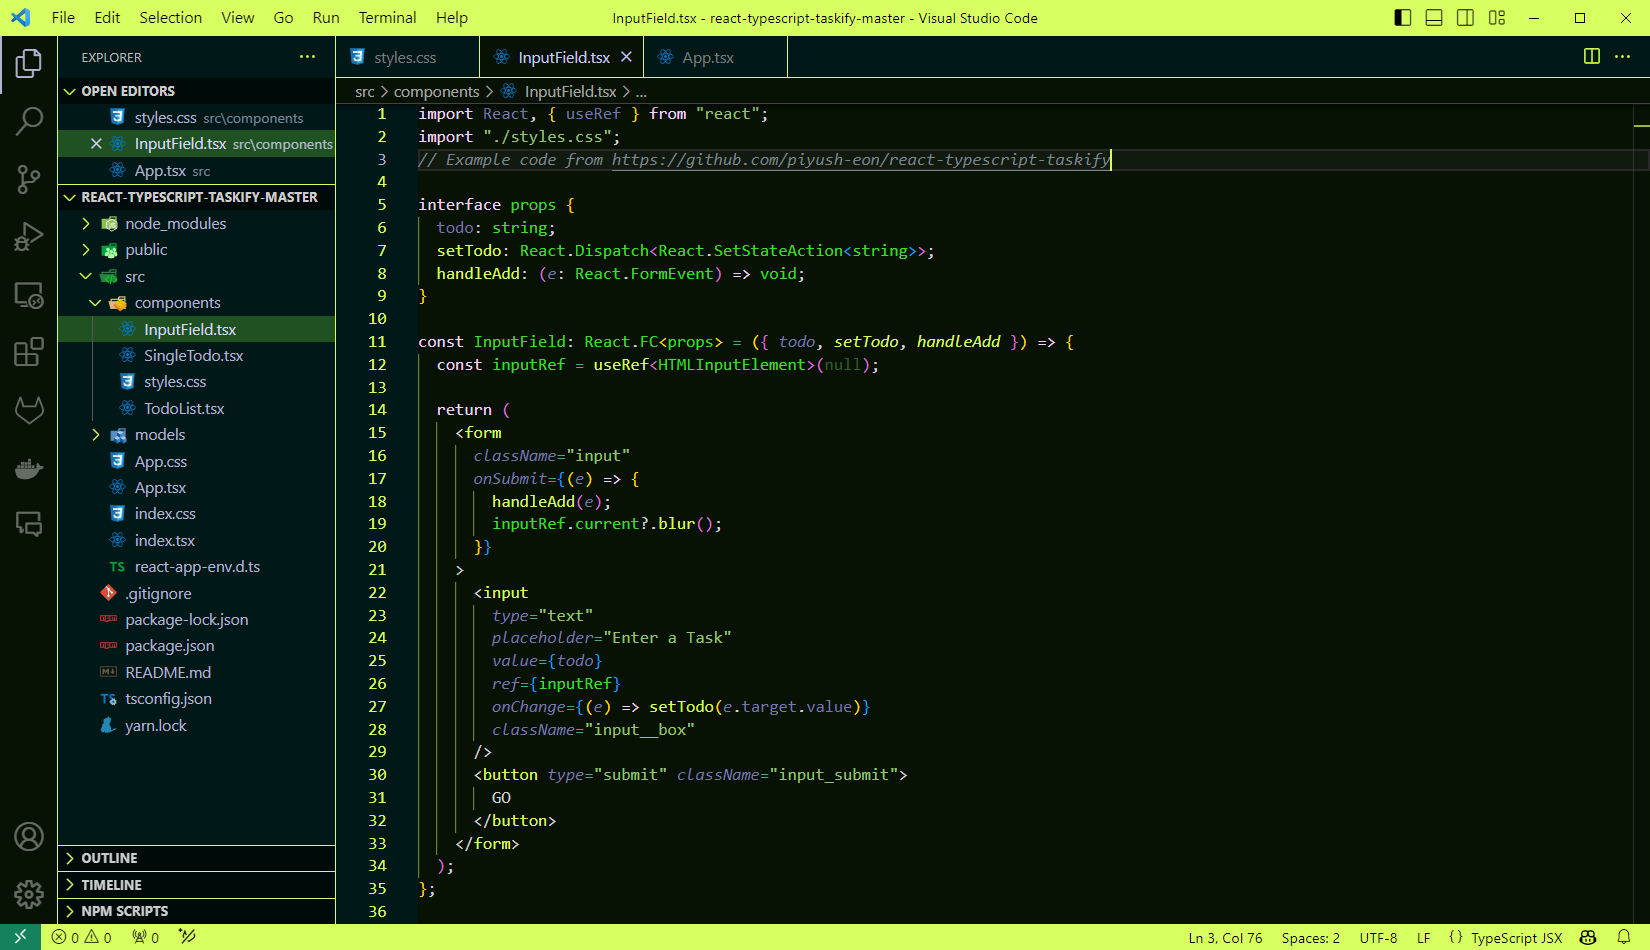 File Edit Selection View Go Run Terminal Help
InputField.tsx - react-typescript-taskify-master - Visual Studio Code
EXPLORER
OPEN EDITORS
styles.css src\components
InputField.tsx src\components
App.tsx src
REACT-TYPESCRIPT-TASKIFY-MASTER
node_modules
public
src
components
InputField.tsx
SingleTodo.tsx
styles.css
TodoList.tsx
models
App.css
App.tsx
index.css
index.tsx
TS react-app-env.d.ts
.gitignore
package-lock.json
package.json
README.md
TS tsconfig.json
yarn.lock
OUTLINE
TIMELINE
NPM SCRIPTS
styles.css
InputField.tsx
App.tsx
src > components > InputField.tsx > ...
1 import React, { useRef } from "react";
2 import "./styles.css";
3 // Example code from https://github.com/piyush-eon/react-typescript-taskify
4
5 interface props {
6 todo: string;
7 setTodo: React.Dispatch<React.SetStateAction<string>>;
8 handleAdd: (e: React.FormEvent) => void;
9 }
10
11 const InputField: React.FC<props> = ({ todo, setTodo, handleAdd }) => {
12 const inputRef = useRef<HTMLInputElement>(null);
13
14 return (
15 <form
16 className="input"
17 onSubmit={(e) => {
18 handleAdd(e);
19 inputRef.current?.blur();
20 }}
21 >
22 <input
23 type="text"
24 placeholder="Enter a Task"
25 value={todo}
26 ref={inputRef}
27 onChange={(e) => setTodo(e.target.value)}
28 className="input__box"
29 />
30 <button type="submit" className="input_submit">
31 GO
32 </button>
33 </form>
34 );
35 };
36
0 0 0
Ln 3, Col 76 Spaces: 2 UTF-8 LF {} TypeScript JSX